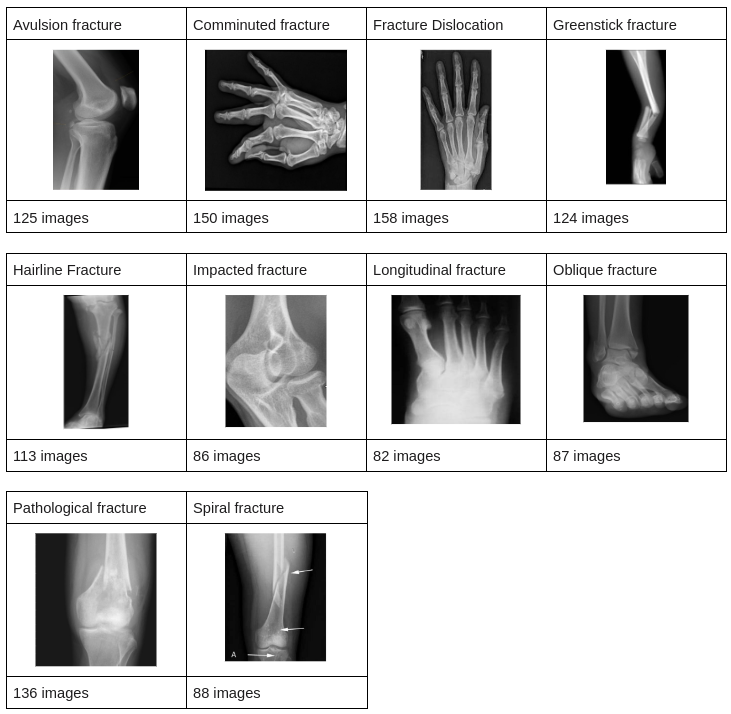 Avulsion fracture
Comminuted fracture
Fracture Dislocation
Greenstick fracture
125 images
150 images
158 images
124 images
Hairline Fracture
Impacted fracture
Longitudinal fracture
Oblique fracture
113 images
86 images
82 images
87 images
Pathological fracture
Spiral fracture
A
136 images
88 images